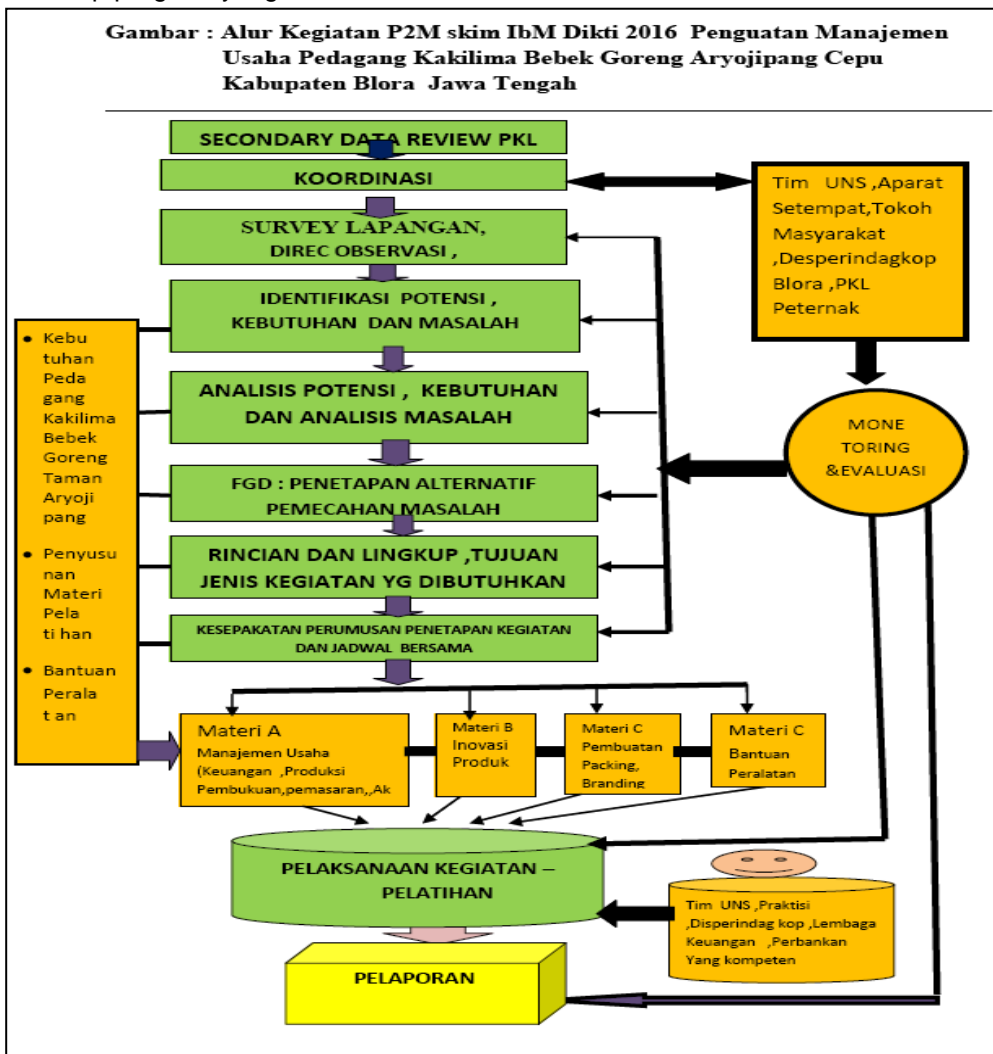 Gambar : Alur Kegiatan P2M skim IbM Dikti 2016 Penguatan Manajemen
Usaha Pedagang Kakilima Bebek Goreng Aryojipang Cepu
Kabupaten Blora Jawa Tengah
SECONDARY DATA REVIEW PKL
KOORDINASI
Tim UNS ,Aparat
Setempat,Tokoh
Masyarakat
,Desperindagkop
Blora ,PKL
Peternak
SURVEY LAPANGAN,
DIREC OBSERVASI ,
IDENTIFIKASI POTENSI ,
KEBUTUHAN DAN MASALAH
• Kebu
tuhan
Peda
gang
Kakilima
Bebek
Goreng
Taman
Aryoji
pang
• Penyusu
nan
Materi
Pela
ti han
• Bantuan
Perala
t an
ANALISIS POTENSI , KEBUTUHAN
DAN ANALISIS MASALAH
MONE
TORING
&EVALUASI
FGD : PENETAPAN ALTERNATIF
PEMECAHAN MASALAH
RINCIAN DAN LINGKUP ,TUJUAN
JENIS KEGIATAN YG DIBUTUHKAN
KESEPAKATAN PERUMUSAN PENETAPAN KEGIATAN
DAN JADWAL BERSAMA
Materi A
Manajemen Usaha
(Keuangan ,Produksi
Pembukuan,pemasaran,,Ak
Materi B
Inovasi
Produk
Materi C
Pembuatan
Packing,
Branding
Materi C
Bantuan
Peralatan
PELAKSANAAN KEGIATAN –
PELATIHAN
Tim UNS ,Praktisi
,Disperindag kop ,Lembaga
Keuangan ,Perbankan
Yang kompeten
PELAPORAN